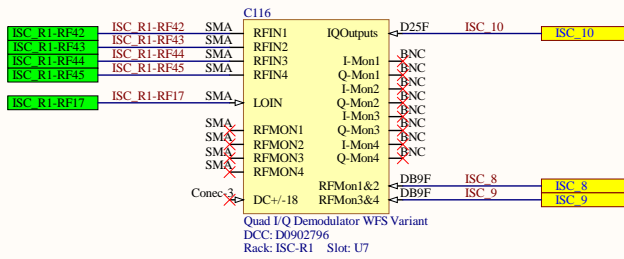 C116
ISC_R1-RF42 ISC_R1-RF42 SMA RFIN1 IQOutputs D25F ISC_10 ISC_10
ISC_R1-RF43 ISC_R1-RF43 SMA RFIN2
ISC_R1-RF44 ISC_R1-RF44 SMA RFIN3 I-Mon1 BNC
ISC_R1-RF45 ISC_R1-RF45 SMA RFIN4 Q-Mon1 BNC
I-Mon2 BNC
ISC_R1-RF17 ISC_R1-RF17 SMA LOIN Q-Mon2 BNC
I-Mon3 BNC
SMA RFMON1 Q-Mon3 BNC
SMA RFMON2 I-Mon4 BNC
SMA RFMON3 Q-Mon4 BNC
SMA RFMON4
RFMon1&2 DB9F ISC_8 ISC_8
Conec-3 DC+/-18 RFMon3&4 DB9F ISC_9 ISC_9
Quad I/Q Demodulator WFS Variant
DCC: D0902796
Rack: ISC-R1 Slot: U7